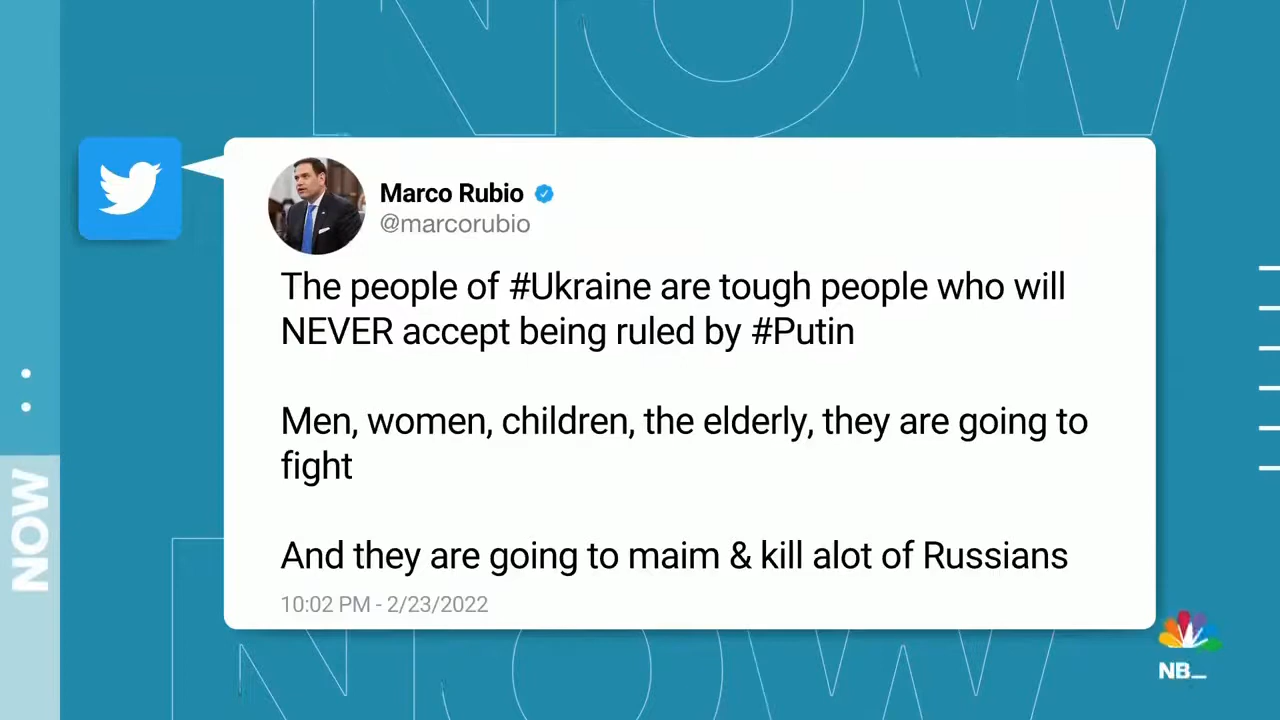 NOW
Marco Rubio
@marcorubio
The people of #Ukraine are tough people who will
NEVER accept being ruled by #Putin
Men, women, children, the elderly, they are going to
fight
And they are going to maim & kill alot of Russians
10:02 PM - 2/23/2022
NOW
NB_
NOW